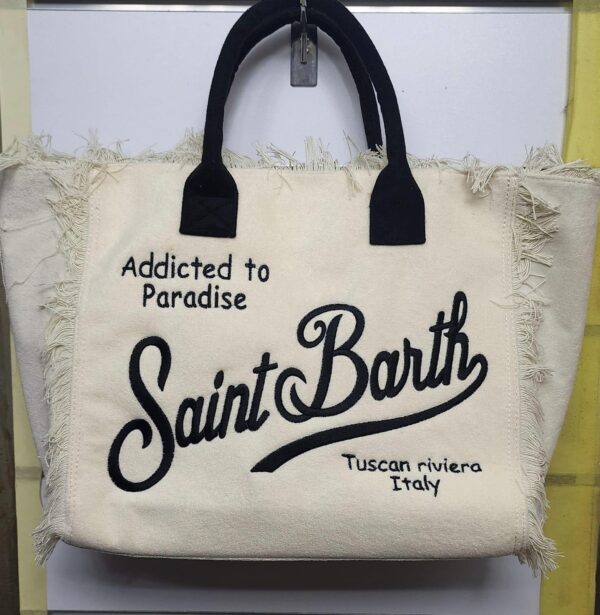 Addicted to
Paradise
Saint Barth
Tuscan riviera
Italy